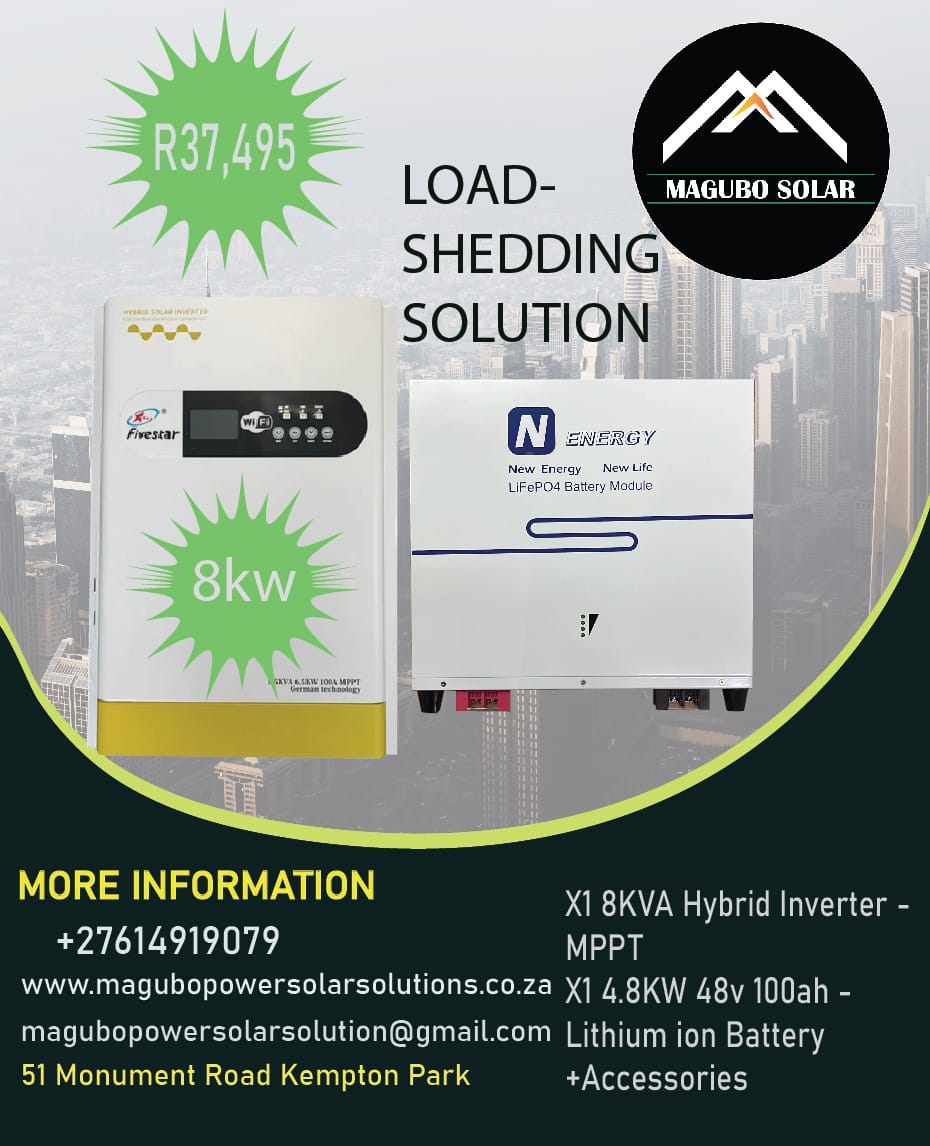 R37,495
LOAD-
SHEDDING
SOLUTION
MAGUBO SOLAR
HYBRID SOLAR INVERTER
Fivestar
WiFi
8kw
6.5KW 100A MPPT
German technology
N ENERGY
New Energy New Life
LiFePO4 Battery Module
MORE INFORMATION
+27614919079
www.magubopowersolarsolutions.co.za
magubopowersolarsolution@gmail.com
51 Monument Road Kempton Park
X1 8KVA Hybrid Inverter -
MPPT
X1 4.8KW 48v 100ah -
Lithium ion Battery
+Accessories